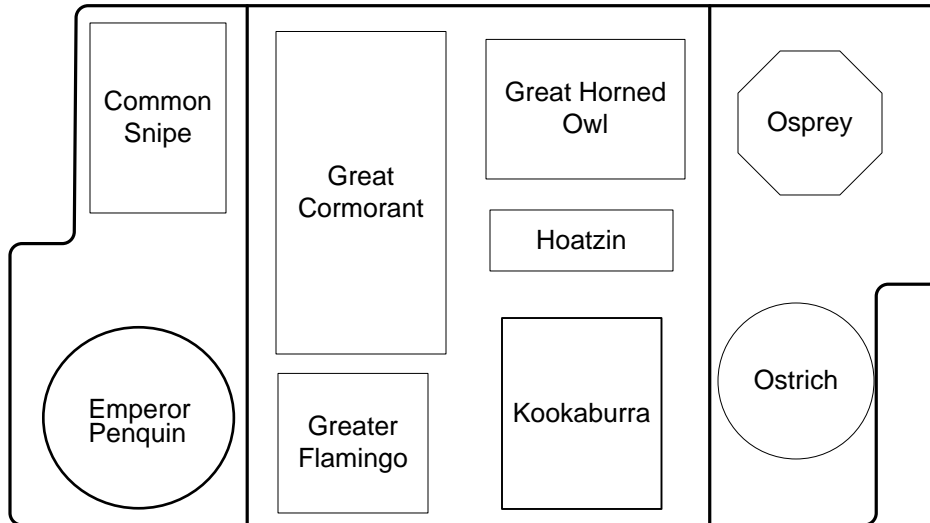 Common
Snipe
Great
Cormorant
Great Horned
Owl
Osprey
Hoatzin
Emperor
Penquin
Greater
Flamingo
Kookaburra
Ostrich